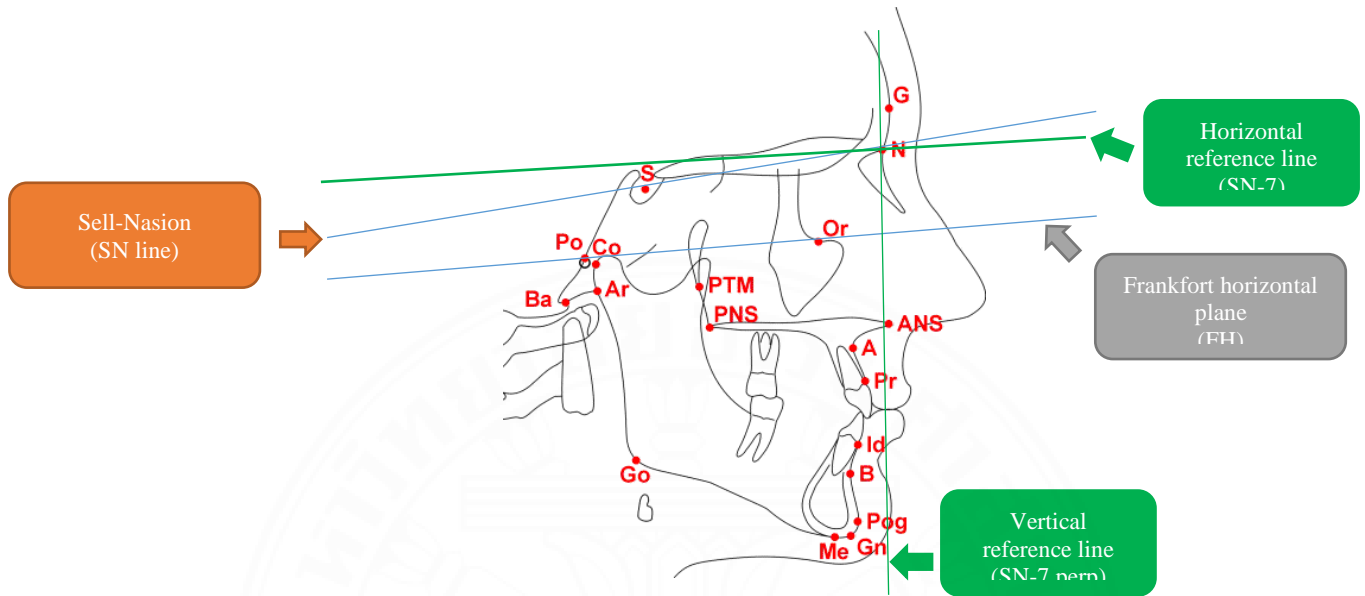 G
Horizontal
reference line
(SN-7)
N
S
Sell-Nasion
(SN line)
Or
Po
Co
Ar
PTM
Ba
Frankfort horizontal
plane
(FH)
PNS
ANS
A
Pr
Id
Go
B
Pog
Me
Gn
Vertical
reference line
(SN-7 perp)